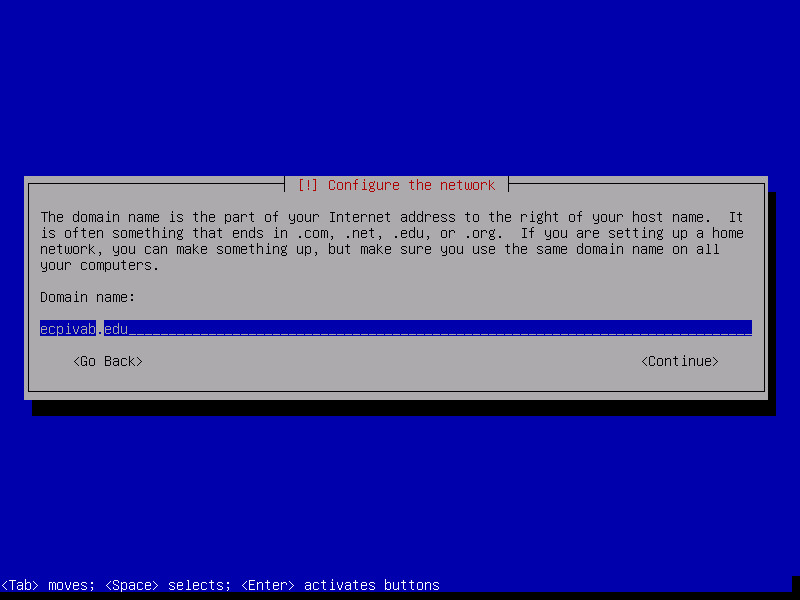 [!] Configure the network
The domain name is the part of your Internet address to the right of your host name.  It
is often something that ends in .com, .net, .edu, or .org.  If you are setting up a home
network, you can make something up, but make sure you use the same domain name on all
your computers.
Domain name:
ecpivab.edu
<Go Back> <Continue>
<Tab> moves; <Space> selects; <Enter> activates buttons